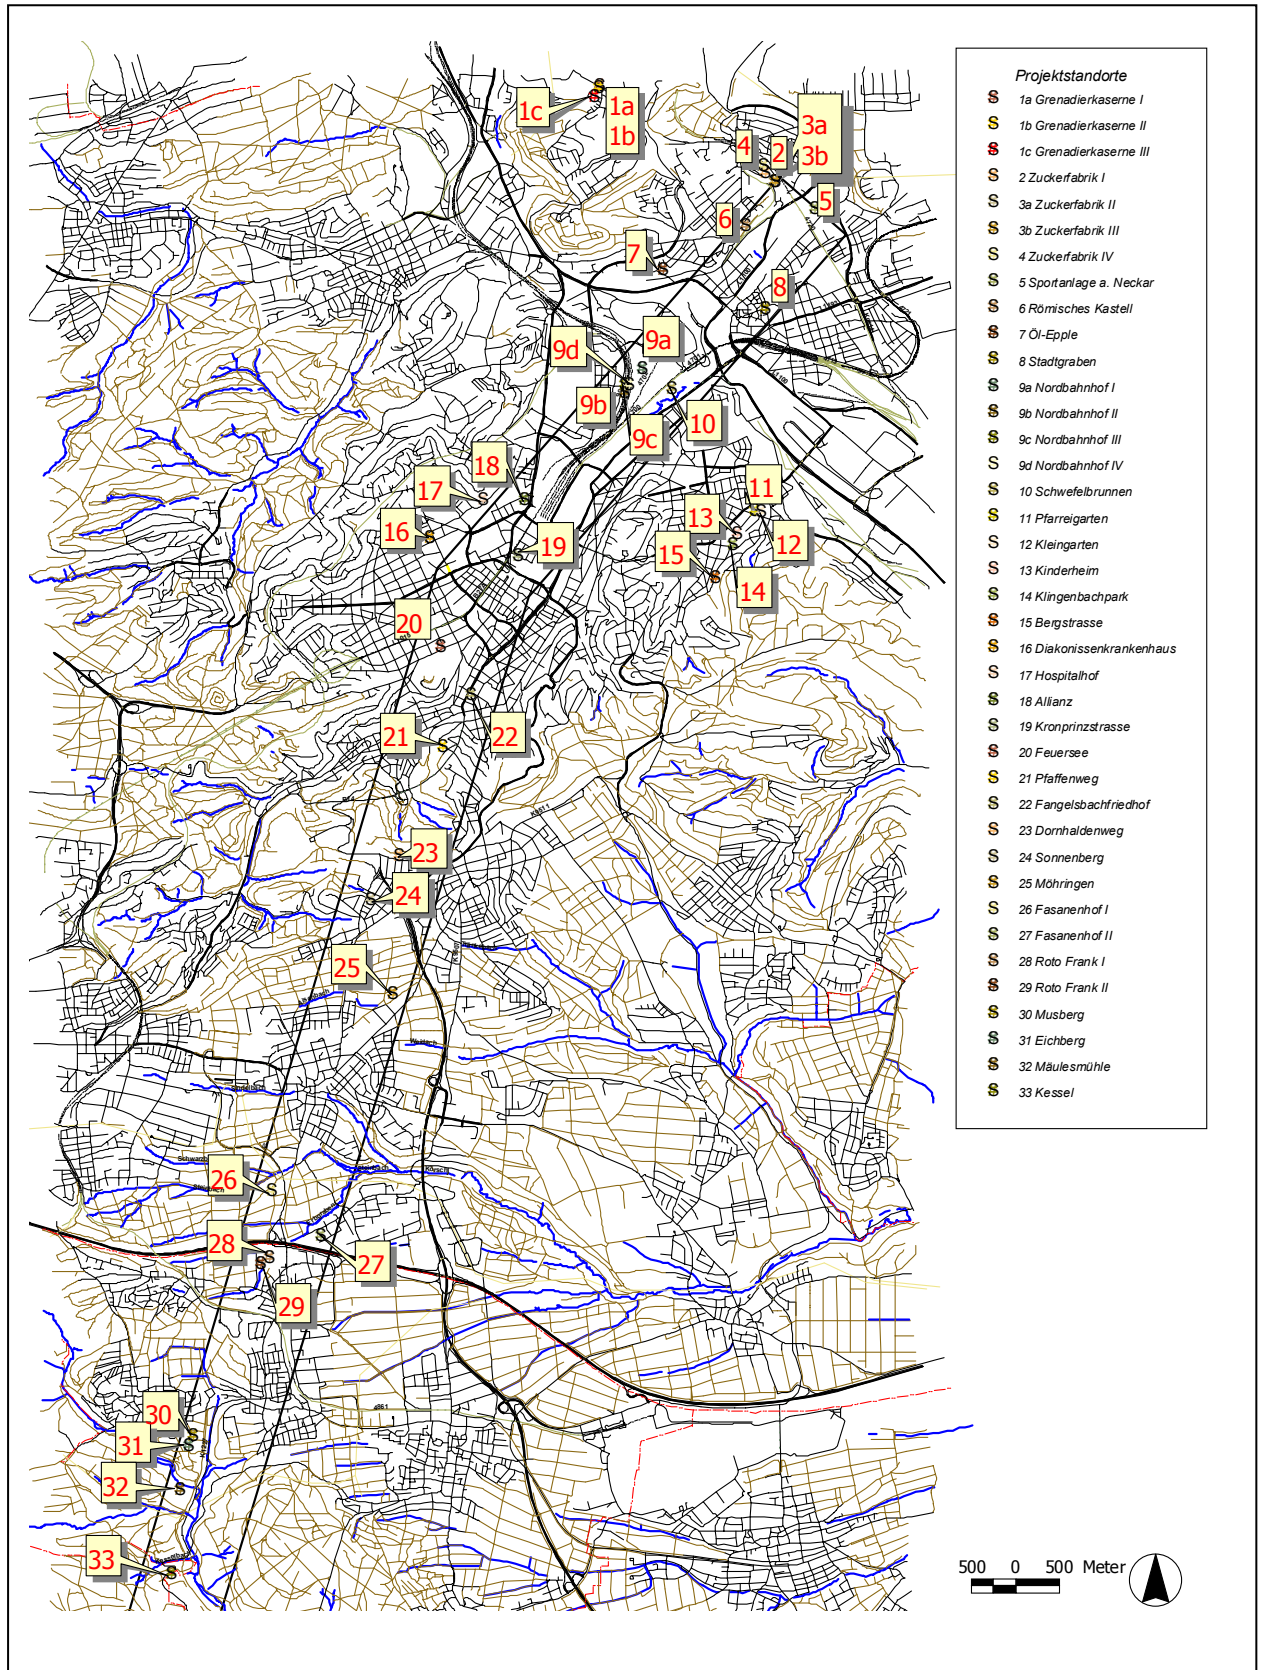 Projektstandorte
1a Grenadierkaserne I
1b Grenadierkaserne II
1c Grenadierkaserne III
2 Zuckerfabrik I
3a Zuckerfabrik II
3b Zuckerfabrik III
4 Zuckerfabrik IV
5 Sportanlage a. Neckar
6 Römisches Kastell
7 Öl-Epple
8 Stadtgraben
9a Nordbahnhof I
9b Nordbahnhof II
9c Nordbahnhof III
9d Nordbahnhof IV
10 Schwefelbrunnen
11 Pfarreigarten
12 Kleingarten
13 Kinderheim
14 Klingenbachpark
15 Bergstrasse
16 Diakonissenkrankenhaus
17 Hospitalhof
18 Allianz
19 Kronprinzstrasse
20 Feuersee
21 Pfaffenweg
22 Fangelsbachfriedhof
23 Dornhaldenweg
24 Sonnenberg
25 Möhringen
26 Fasanenhof I
27 Fasanenhof II
28 Roto Frank I
29 Roto Frank II
30 Musberg
31 Eichberg
32 Mäulesmühle
33 Kessel
1c
1a
1b
3a
3b
4
2
5
6
7
8
9a
9d
9b
9c
10
18
17
11
16
13
12
19
15
14
20
21
22
23
24
25
26
28
27
29
30
31
32
33
4861
Körsch
500 0 500 Meter